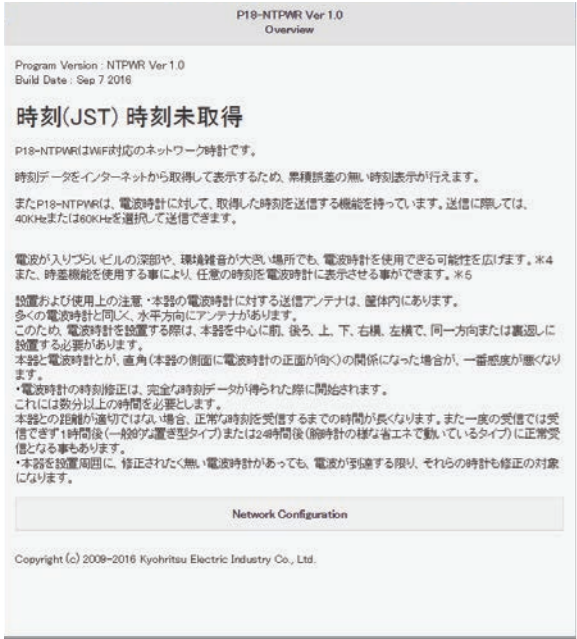 P18-NTPWR Ver 1.0
Overview
Program Version : NTPWR Ver 1.0
Build Date : Sep 7 2016
時刻(JST) 時刻未取得
P18-NTPWRはWiFi対応のネットワーク時計です。
時刻データをインターネットから取得して表示するため、累積誤差の無い時刻表示が行えます。
またP18-NTPWRは、電波時計に対して、取得した時刻を送信する機能を持っています。送信に際しては、
40KHzまたは60KHzを選択して送信できます。
電波が入りづらいビルの深部や、環境雑音が大きい場所でも、電波時計を使用できる可能性を広げます。※4
また、時差機能を使用する事により、任意の時刻を電波時計に表示させる事ができます。※5
設置および使用上の注意・本器の電波時計に対する送信アンテナは、筐体内にあります。
多くの電波時計と同じく、水平方向にアンテナがあります。
このため、電波時計を設置する際は、本器を中心に前、後ろ、上、下、右横、左横で、同一方向または裏返しに
設置する必要があります。
本器と電波時計とが、直角(本器の側面に電波時計の正面が向く)の関係になった場合が、一番感度が悪くなり
ます。
・電波時計の時刻修正は、完全な時刻データが得られた際に開始されます。
これには数分以上の時間を必要とします。
本器との距離が適切ではない場合、正常な時刻を受信するまでの時間が長くなります。また一度の受信では受
信できず1時間後(一般的な置き型タイプ)または24時間後(腕時計の様な省エネで動いているタイプ)に正常受
信となる事もあります。
・本器を設置周囲に、修正されたく無い電波時計があっても、電波が到達する限り、それらの時計も修正の対象
になります。
Network Configuration
Copyright (c) 2009-2016 Kyohritsu Electric Industry Co., Ltd.